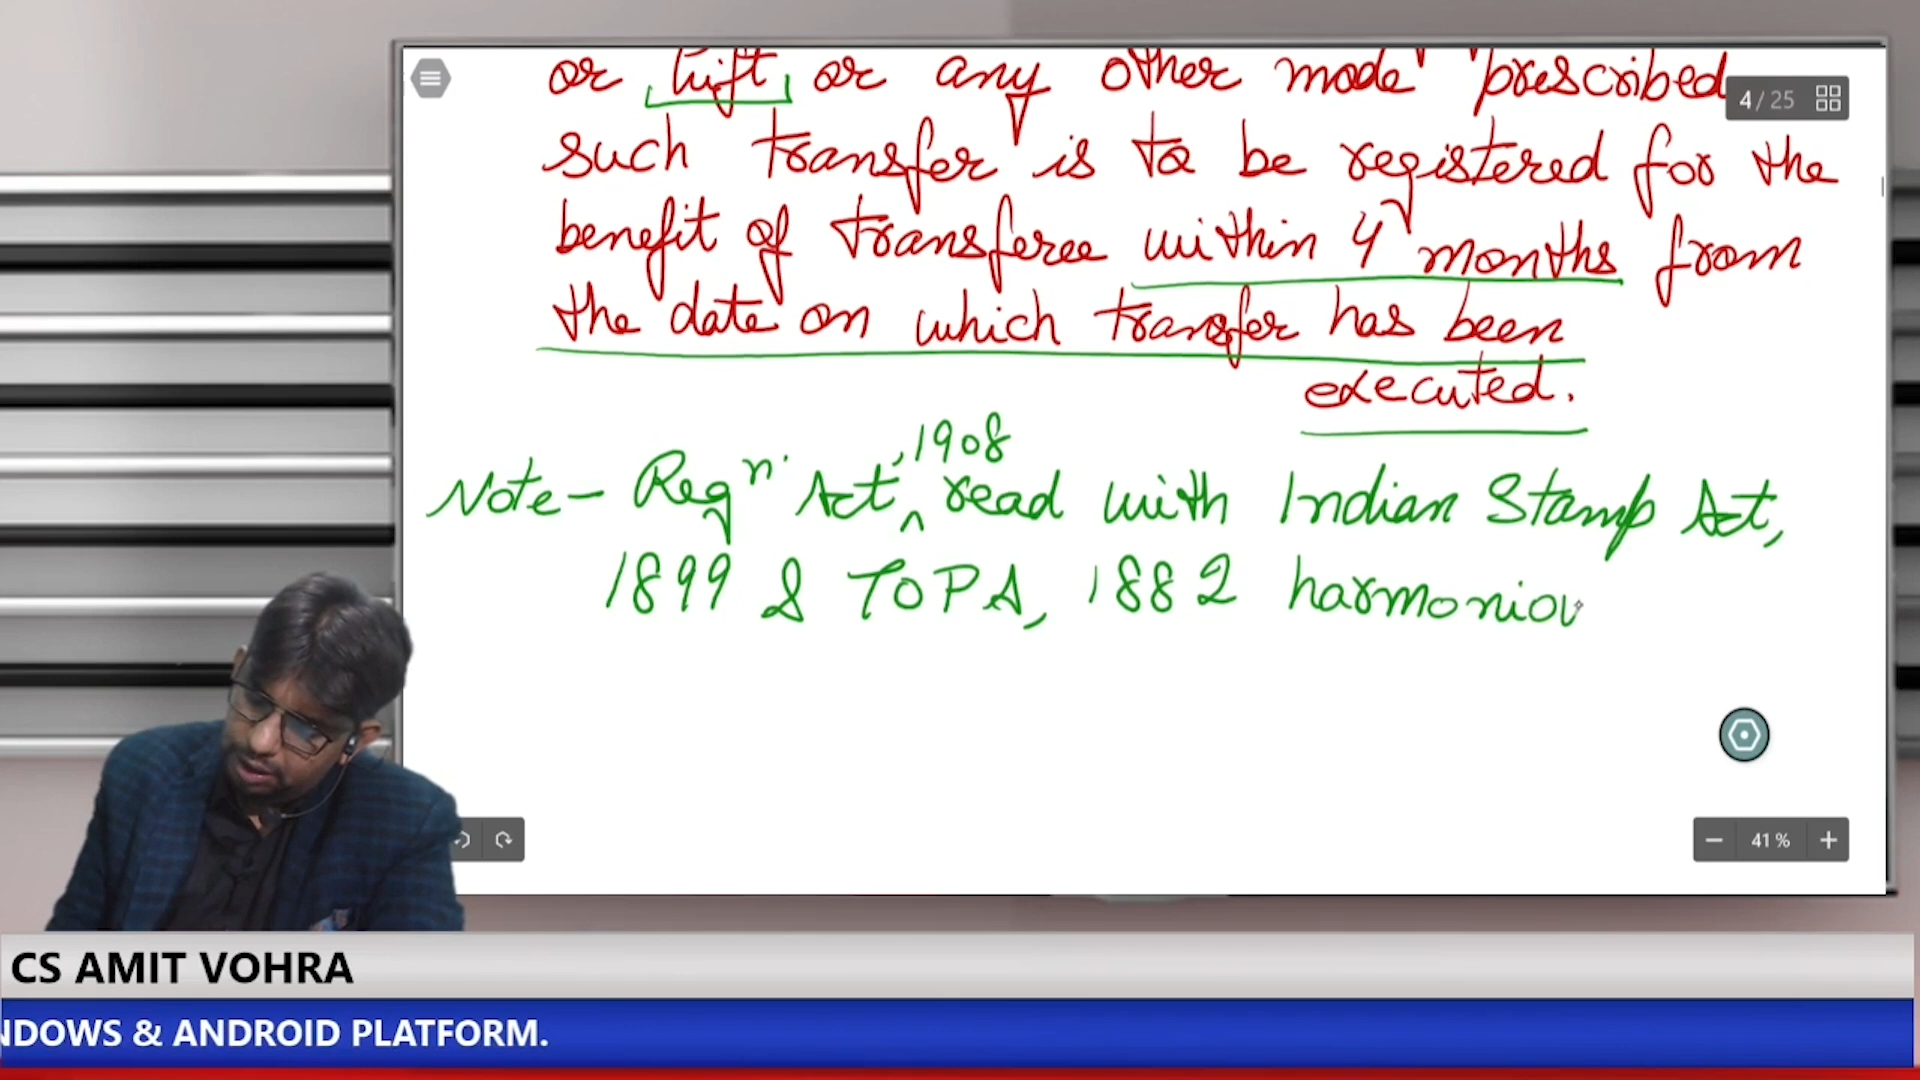 or Gift or any other mode prescribed
4 / 25
such transfer is to be registered for the
benefit of transferee within 4 months from
the date on which transfer has been
executed.
Note - Regn. Act, 1908 read with Indian Stamp Act,
1899 & TOPA, 1882 harmoniou
41 %
CS AMIT VOHRA
NDOWS & ANDROID PLATFORM.